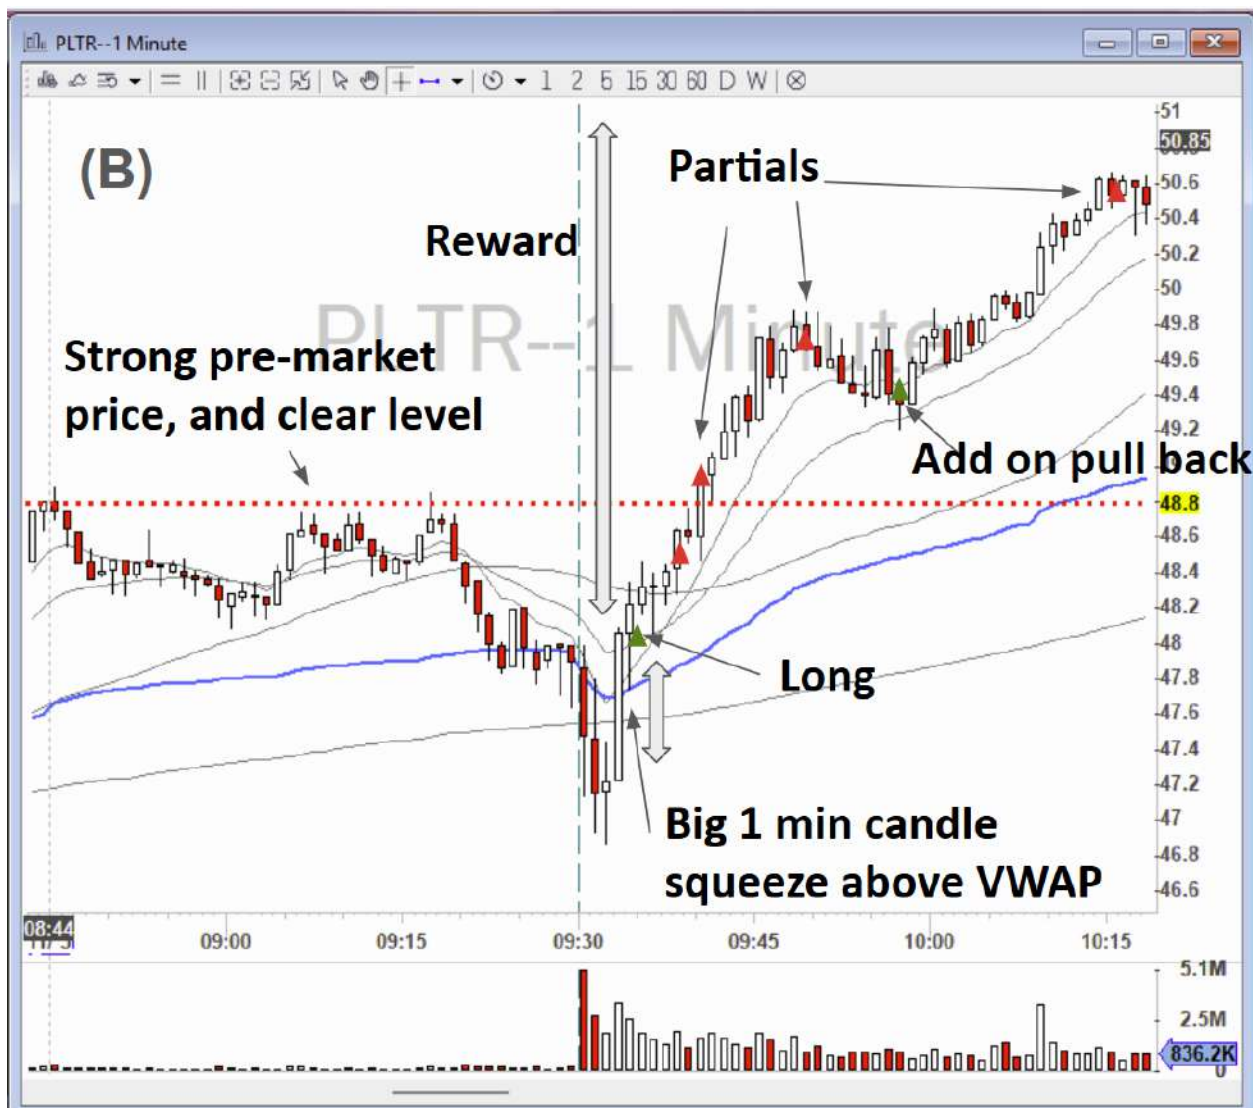 PLTR--1 Minute
1 2 5 15 30 60 D W
(B)
Partials
Reward
PLTR--1 Minute
Strong pre-market
price, and clear level
Add on pull back
Long
Big 1 min candle
squeeze above VWAP
51
50.85
50.6
50.4
50.2
50
49.8
49.6
49.4
49.2
48.8
48.6
48.4
48.2
48
47.8
47.6
47.4
47.2
47
46.8
46.6
08:44
09:00 09:15 09:30 09:45 10:00 10:15
5.1M
2.5M
836.2K
0